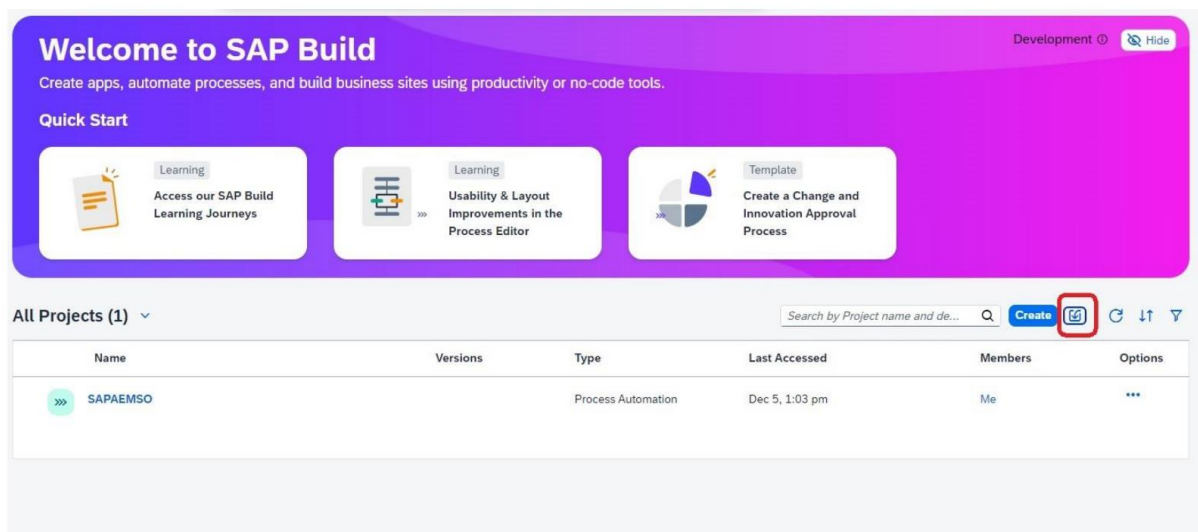 Welcome to SAP Build
Development
Hide
Create apps, automate processes, and build business sites using productivity or no-code tools.
Quick Start
Learning
Access our SAP Build
Learning Journeys
Learning
Usability & Layout
Improvements in the
Process Editor
Template
Create a Change and
Innovation Approval
Process
All Projects (1)
Search by Project name and de...
Create
Name Versions Type Last Accessed Members Options
SAPAEMSO Process Automation Dec 5, 1:03 pm Me